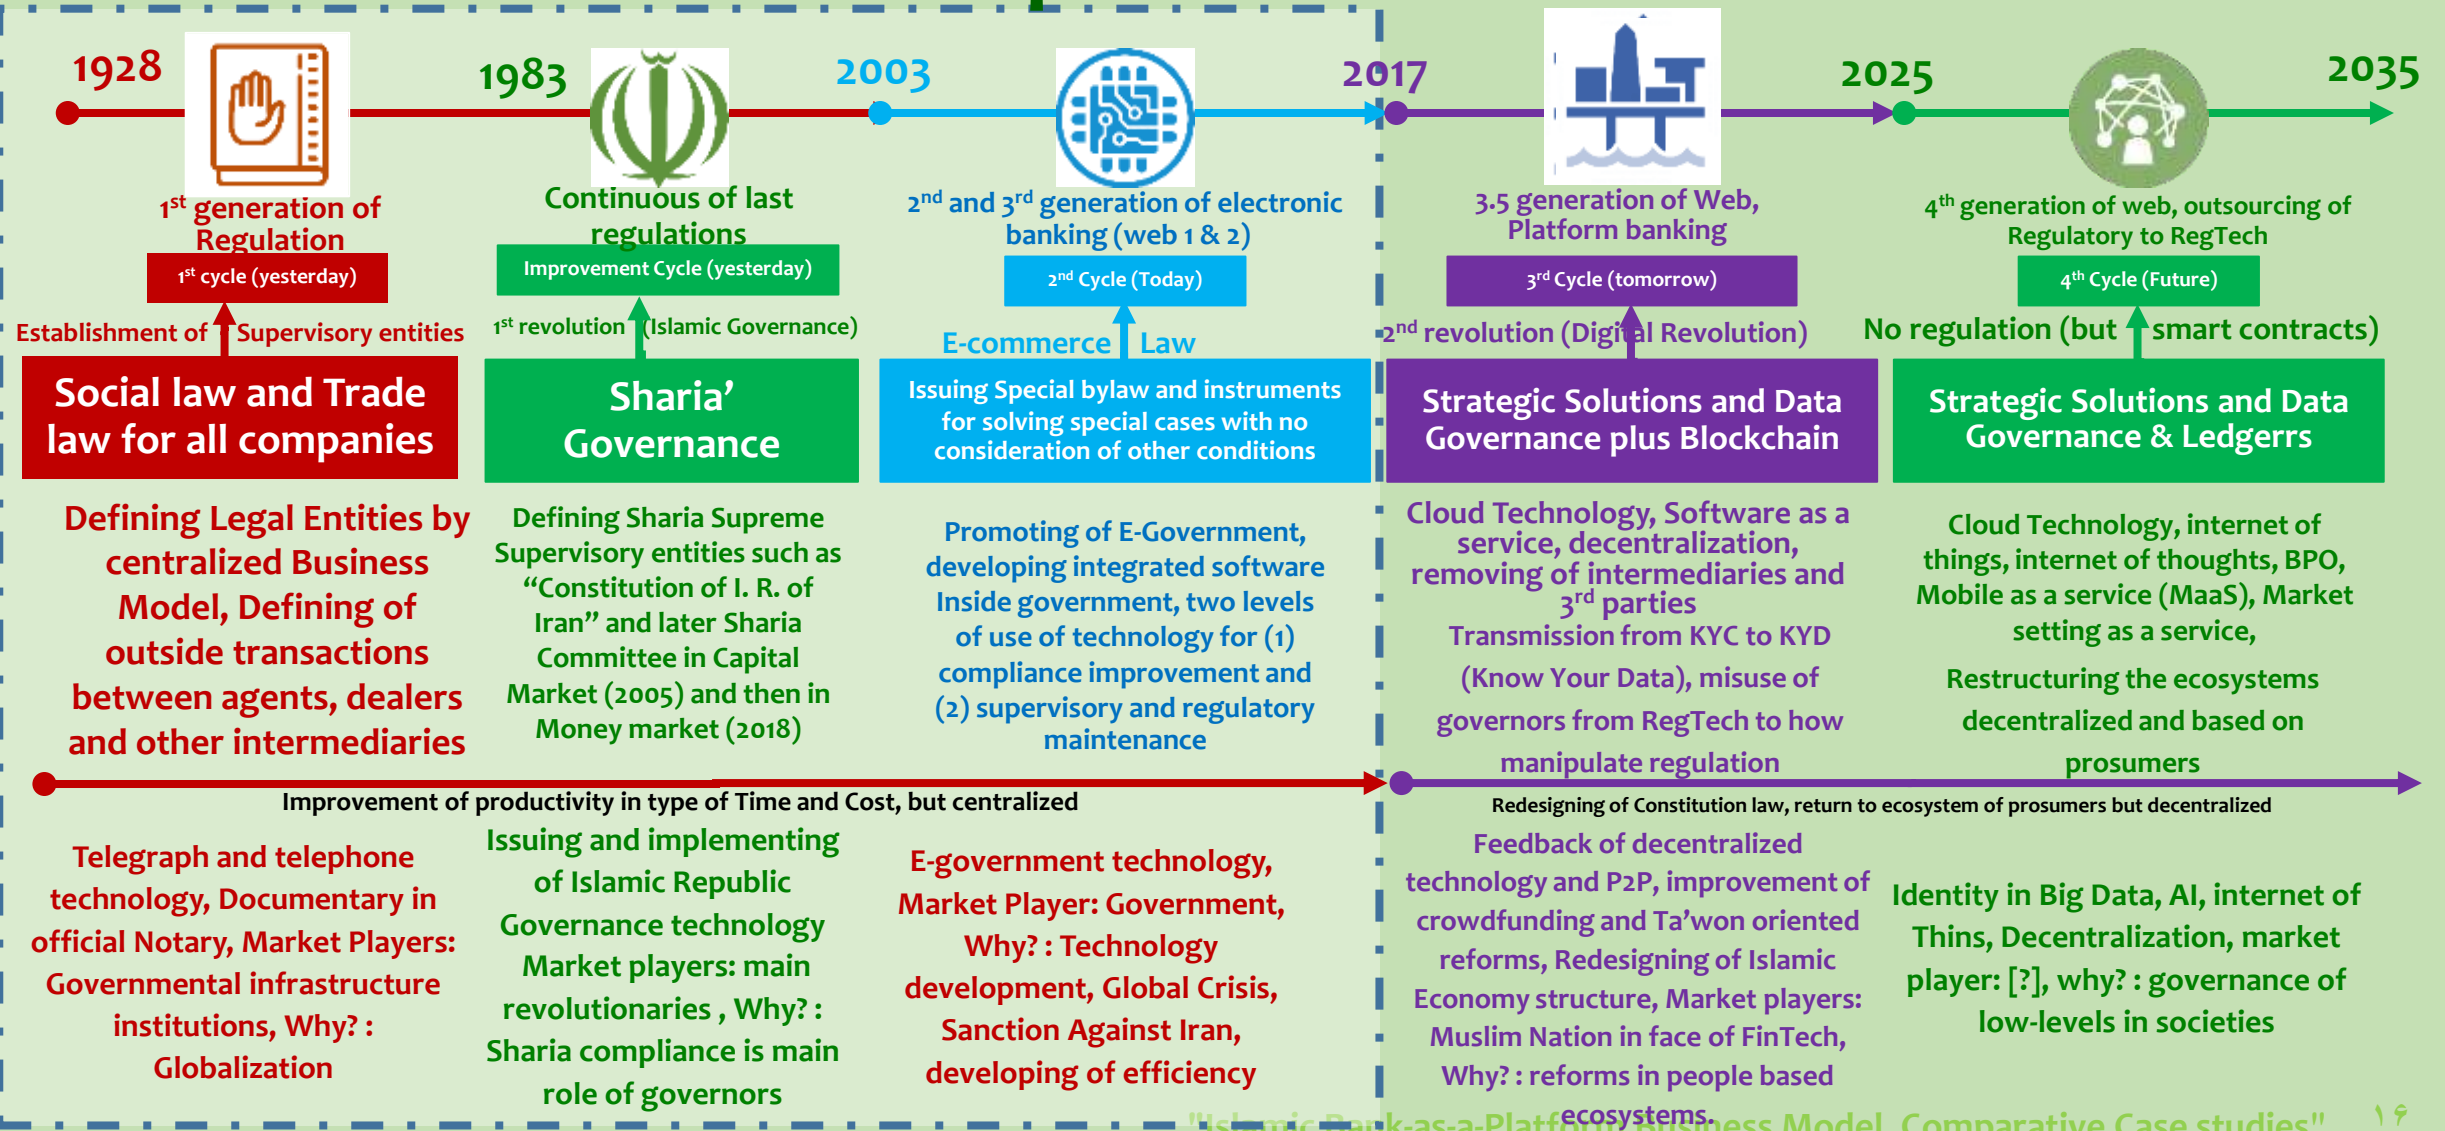 1928
1983
2003
2017
2025
2035
1st generation of
Regulation
1st cycle (yesterday)
Establishment of Supervisory entities
Social law and Trade
law for all companies
Defining Legal Entities by
centralized Business
Model, Defining of
outside transactions
between agents, dealers
and other intermediaries
Continuous of last
regulations
Improvement Cycle (yesterday)
1st revolution (Islamic Governance)
Sharia’
Governance
Defining Sharia Supreme
Supervisory entities such as
“Constitution of I. R. of
Iran” and later Sharia
Committee in Capital
Market (2005) and then in
Money market (2018)
2nd and 3rd generation of electronic
banking (web 1 & 2)
2nd Cycle (Today)
E-commerce Law
Issuing Special bylaw and instruments
for solving special cases with no
consideration of other conditions
Promoting of E-Government,
developing integrated software
Inside government, two levels
of use of technology for (1)
compliance improvement and
(2) supervisory and regulatory
maintenance
3.5 generation of Web,
Platform banking
3rd Cycle (tomorrow)
2nd revolution (Digital Revolution)
Strategic Solutions and Data
Governance plus Blockchain
Cloud Technology, Software as a
service, decentralization,
removing of intermediaries and
3rd parties
Transmission from KYC to KYD
(Know Your Data), misuse of
governors from RegTech to how
manipulate regulation
4th generation of web, outsourcing of
Regulatory to RegTech
4th Cycle (Future)
No regulation (but smart contracts)
Strategic Solutions and Data
Governance & Ledgerrs
Cloud Technology, internet of
things, internet of thoughts, BPO,
Mobile as a service (MaaS), Market
setting as a service,
Restructuring the ecosystems
decentralized and based on
prosumers
Improvement of productivity in type of Time and Cost, but centralized
Redesigning of Constitution law, return to ecosystem of prosumers but decentralized
Telegraph and telephone
technology, Documentary in
official Notary, Market Players:
Governmental infrastructure
institutions, Why? :
Globalization
Issuing and implementing
of Islamic Republic
Governance technology
Market players: main
revolutionaries , Why? :
Sharia compliance is main
role of governors
E-government technology,
Market Player: Government,
Why? : Technology
development, Global Crisis,
Sanction Against Iran,
developing of efficiency
Feedback of decentralized
technology and P2P, improvement of
crowdfunding and Ta’won oriented
reforms, Redesigning of Islamic
Economy structure, Market players:
Muslim Nation in face of FinTech,
Why? : reforms in people based
ecosystems.
Identity in Big Data, AI, internet of
Thins, Decentralization, market
player: [?], why? : governance of
low-levels in societies
"Islamic Bank-as-a-Platform Business Model, Comparative Case studies"
۱۶